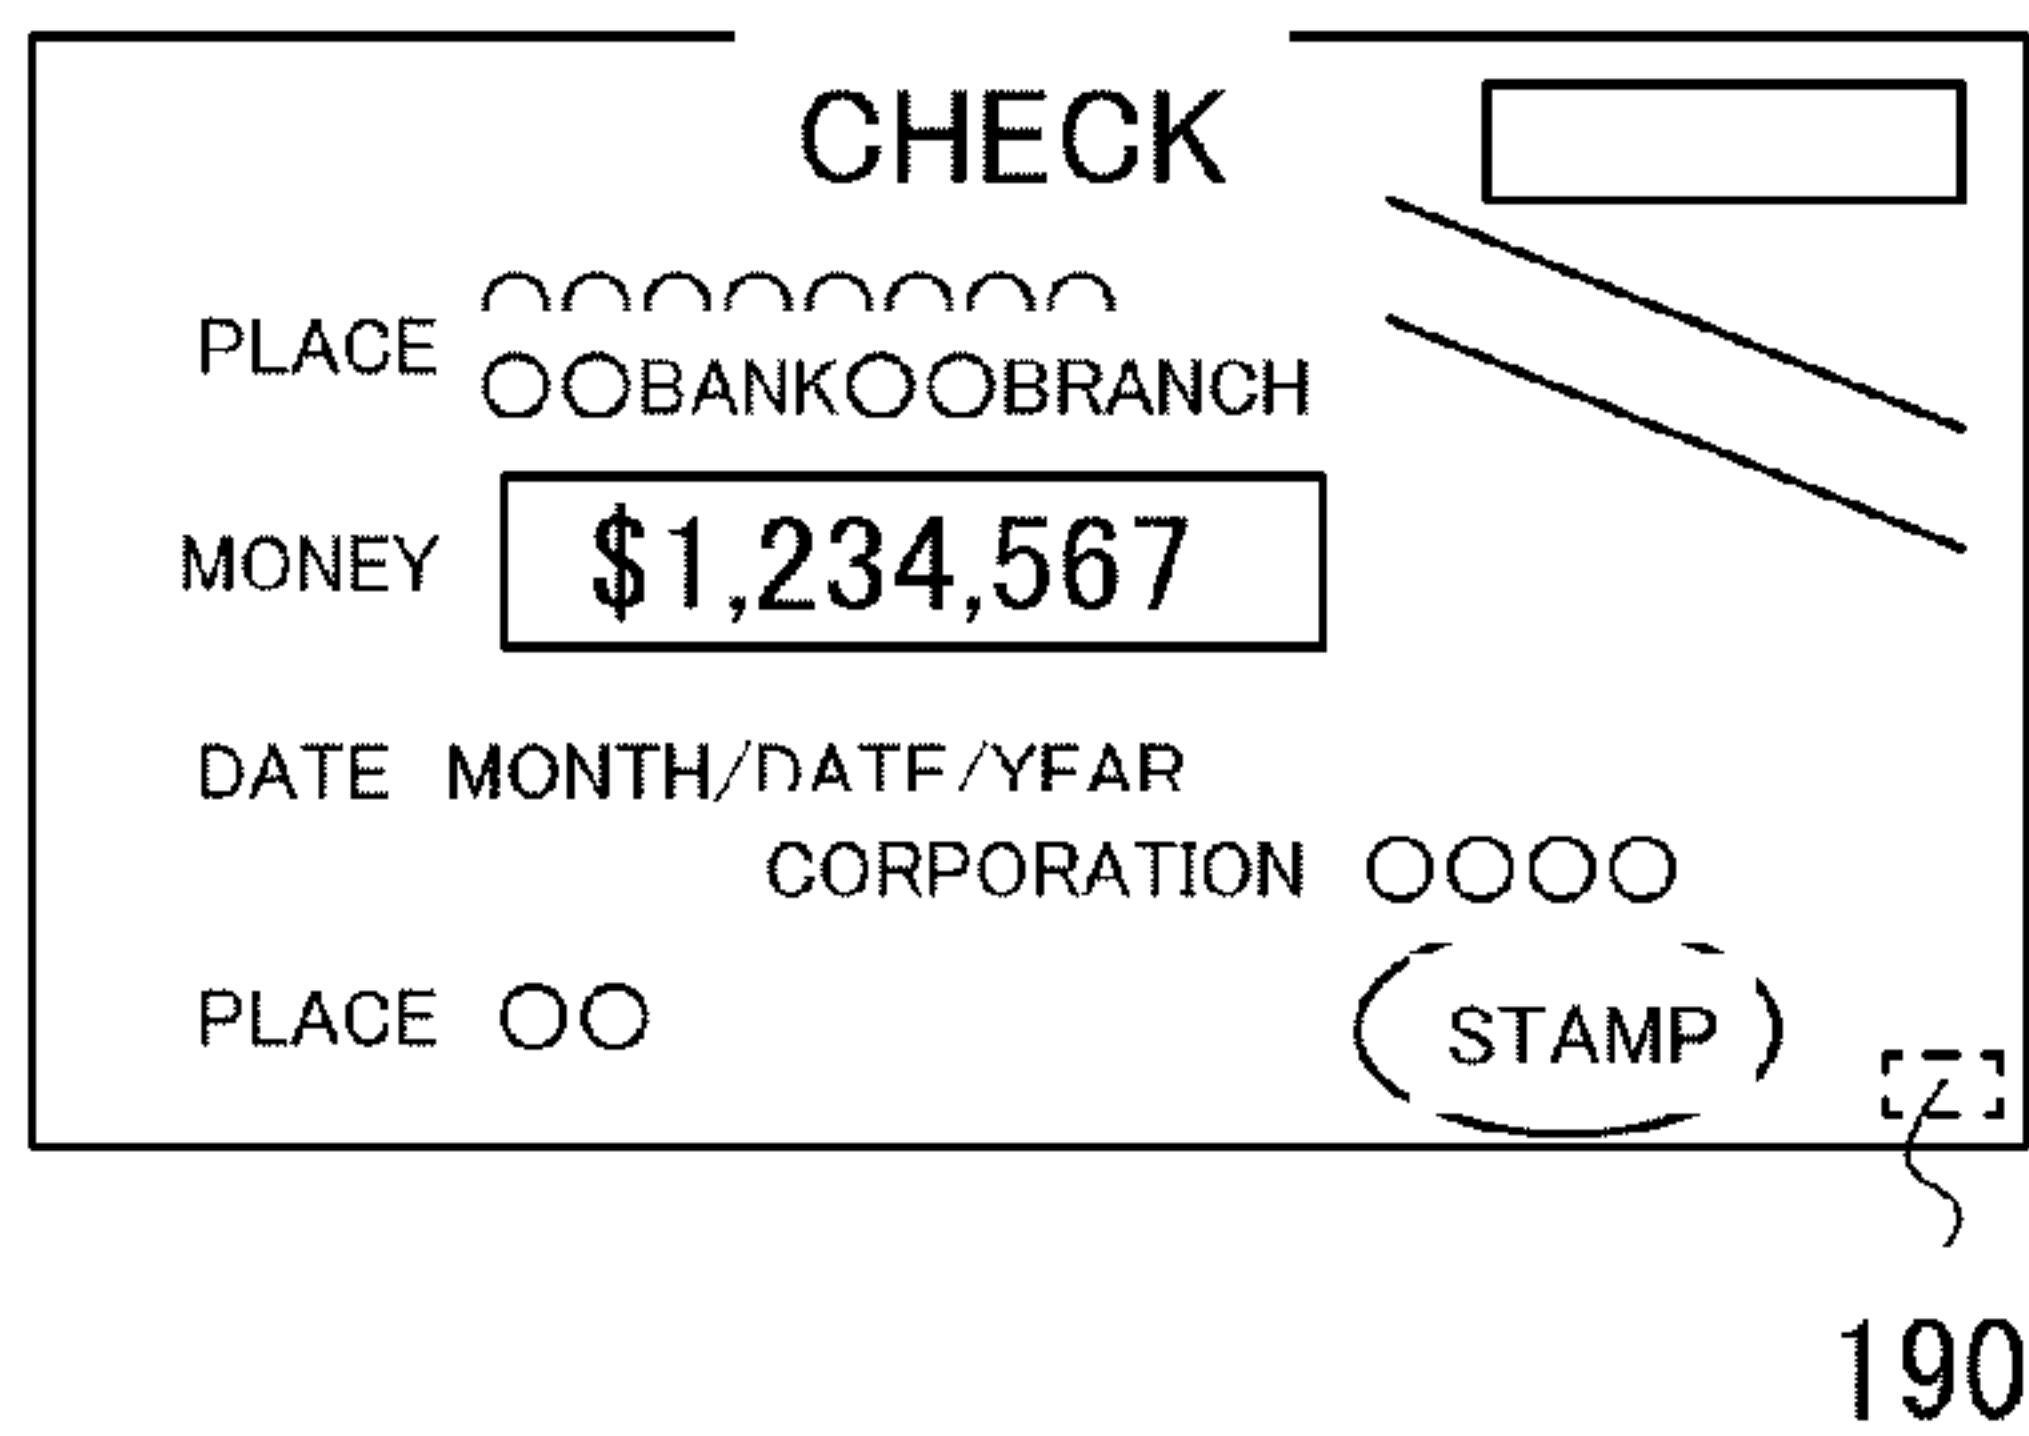 CHECK
PLACE ○○○○○○○○
○○BANK○○BRANCH
MONEY $1,234,567
DATE MONTH/DATE/YEAR
CORPORATION ○○○○
PLACE ○○
STAMP
190